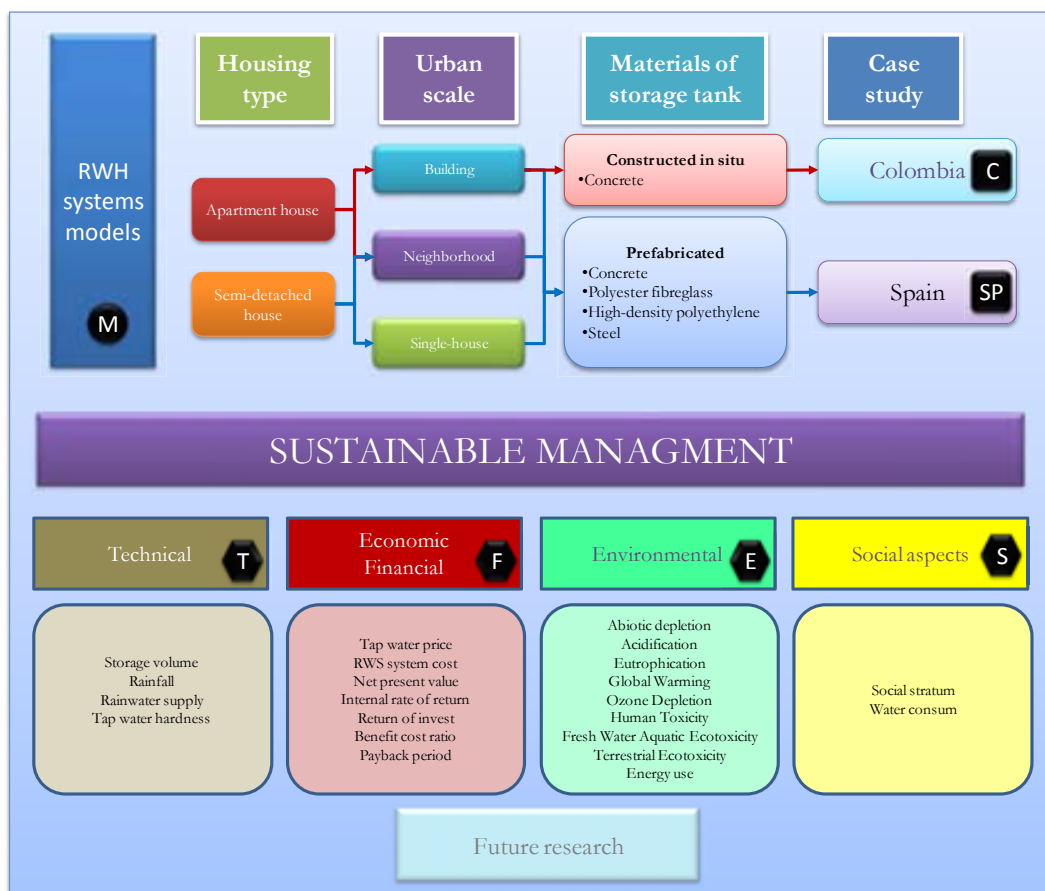 Housing
type
Urban
scale
Materials of
storage tank
Case
study
RWH
systems
models
M
Apartment house
Semi-detached
house
Building
Neighborhood
Single-house
Constructed in situ
•Concrete
Prefabricated
•Concrete
•Polyester fibreglass
•High-density polyethylene
•Steel
Colombia C
Spain SP
SUSTAINABLE MANAGMENT
Technical T
Economic
Financial F
Environmental E
Social aspects S
Storage volume
Rainfall
Rainwater supply
Tap water hardness
Tap water price
RWS system cost
Net present value
Internal rate of return
Return of invest
Benefit cost ratio
Payback period
Abiotic depletion
Acidification
Eutrophication
Global Warming
Ozone Depletion
Human Toxicity
Fresh Water Aquatic Ecotoxicity
Terrestrial Ecotoxicity
Energy use
Social stratum
Water consum
Future research